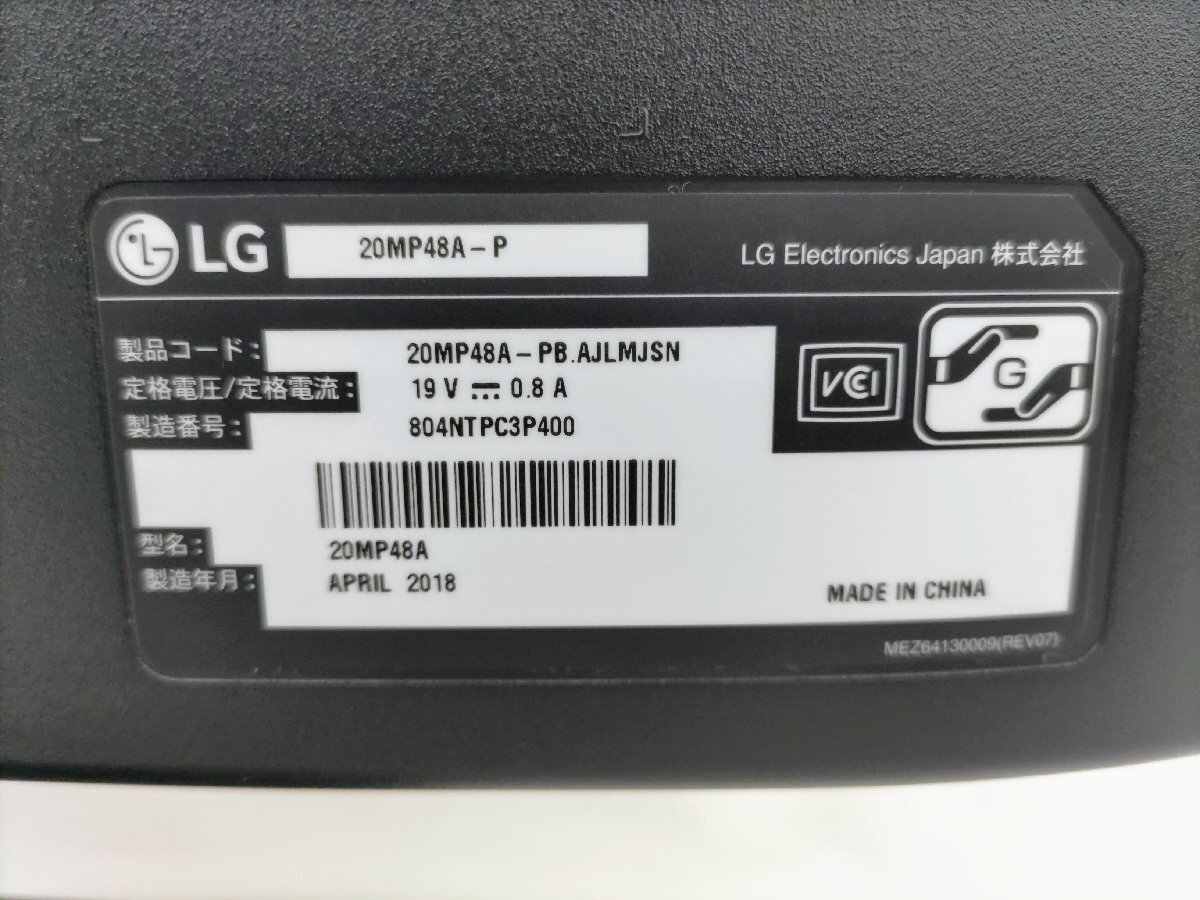 LG 20MP48A-P LG Electronics Japan 株式会社
製品コード: 20MP48A-PB.AJLMJSN
定格電圧/定格電流: 19 V ⎓ 0.8 A
製造番号: 804NTPC3P400
VCCI
G
型名: 20MP48A
製造年月: APRIL 2018
MADE IN CHINA
MEZ64130009(REV07)